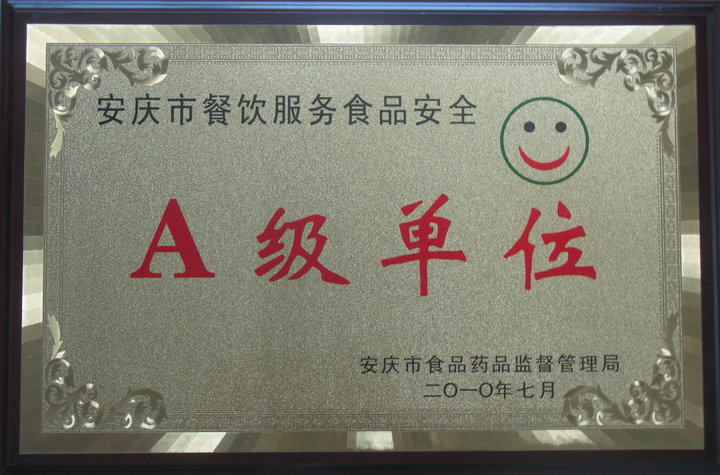 安庆市餐饮服务食品安全
A级单位
安庆市食品药品监督管理局
二〇一〇年七月